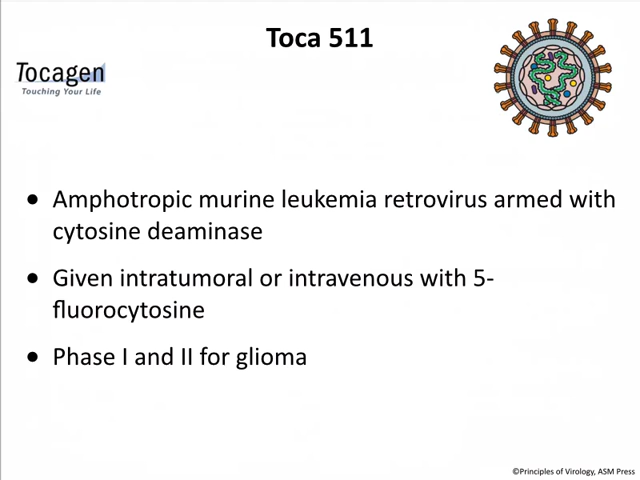 Toca 511
Tocagen
Touching Your Life
● Amphotropic murine leukemia retrovirus armed with
cytosine deaminase
● Given intratumoral or intravenous with 5-
fluorocytosine
● Phase I and II for glioma
©Principles of Virology, ASM Press